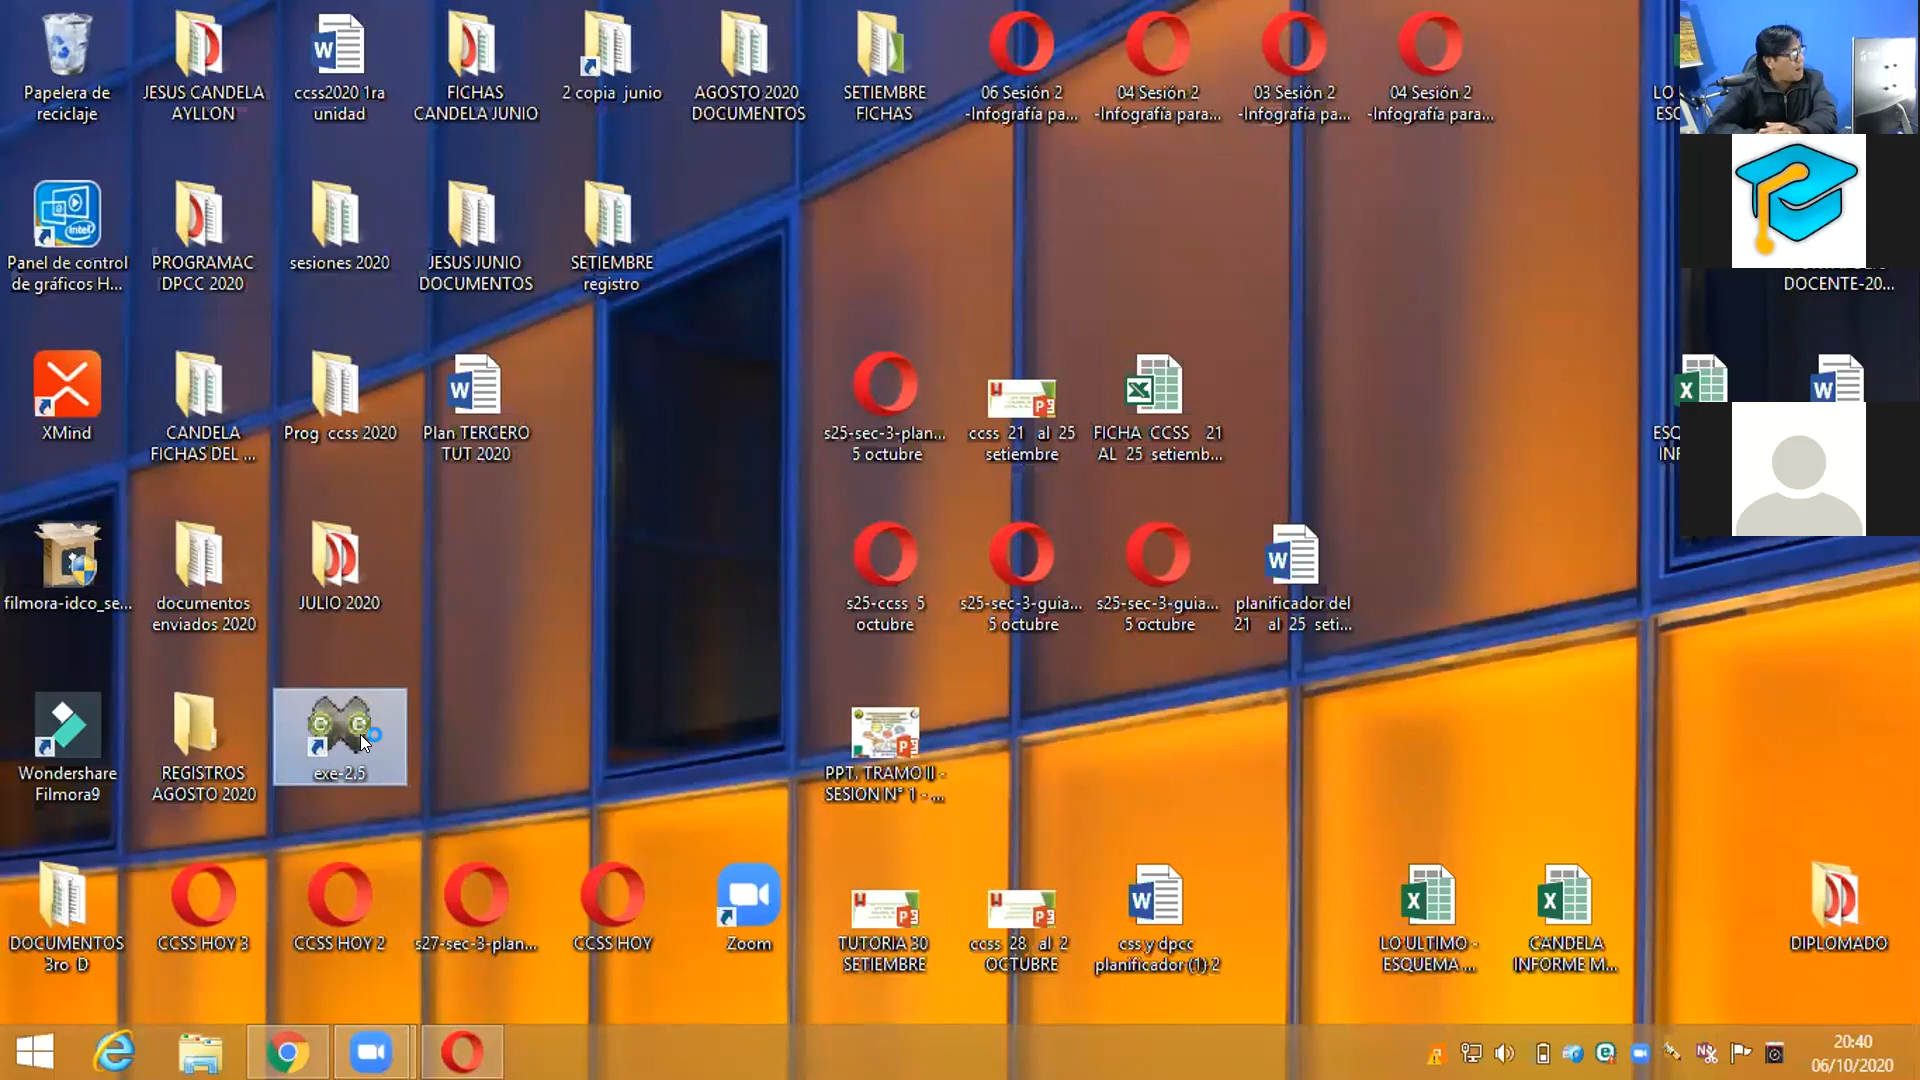 Papelera de
reciclaje
JESUS CANDELA
AYLLON
ccss2020 1ra
unidad
FICHAS
CANDELA JUNIO
2 copia junio
AGOSTO 2020
DOCUMENTOS
SETIEMBRE
FICHAS
06 Sesión 2
-Infografía pa...
04 Sesión 2
-Infografía para...
03 Sesión 2
-Infografía pa...
04 Sesión 2
-Infografía para...
LO
ESQ
Panel de control
de gráficos H...
PROGRAMAC
DPCC 2020
sesiones 2020
JESUS JUNIO
DOCUMENTOS
SETIEMBRE
registro
DOCENTE-20...
XMind
CANDELA
FICHAS DEL ...
Prog ccss 2020
Plan TERCERO
TUT 2020
s25-sec-3-plan...
5 octubre
ccss 21 al 25
setiembre
FICHA CCSS 21
AL 25 setiemb...
ESQ
INF
filmora-idco_se...
documentos
enviados 2020
JULIO 2020
s25-ccss 5
octubre
s25-sec-3-guia...
5 octubre
s25-sec-3-guia...
5 octubre
planificador del
21 al 25 seti...
Wondershare
Filmora9
REGISTROS
AGOSTO 2020
exe-2.5
PPT. TRAMO II -
SESION N° 1 - ...
DOCUMENTOS
3ro D
CCSS HOY 3
CCSS HOY 2
s27-sec-3-plan...
CCSS HOY
Zoom
TUTORIA 30
SETIEMBRE
ccss 28 al 2
OCTUBRE
css y dpcc
planificador (1) 2
LO ULTIMO -
ESQUEMA ...
CANDELA
INFORME M...
DIPLOMADO
20:40
06/10/2020